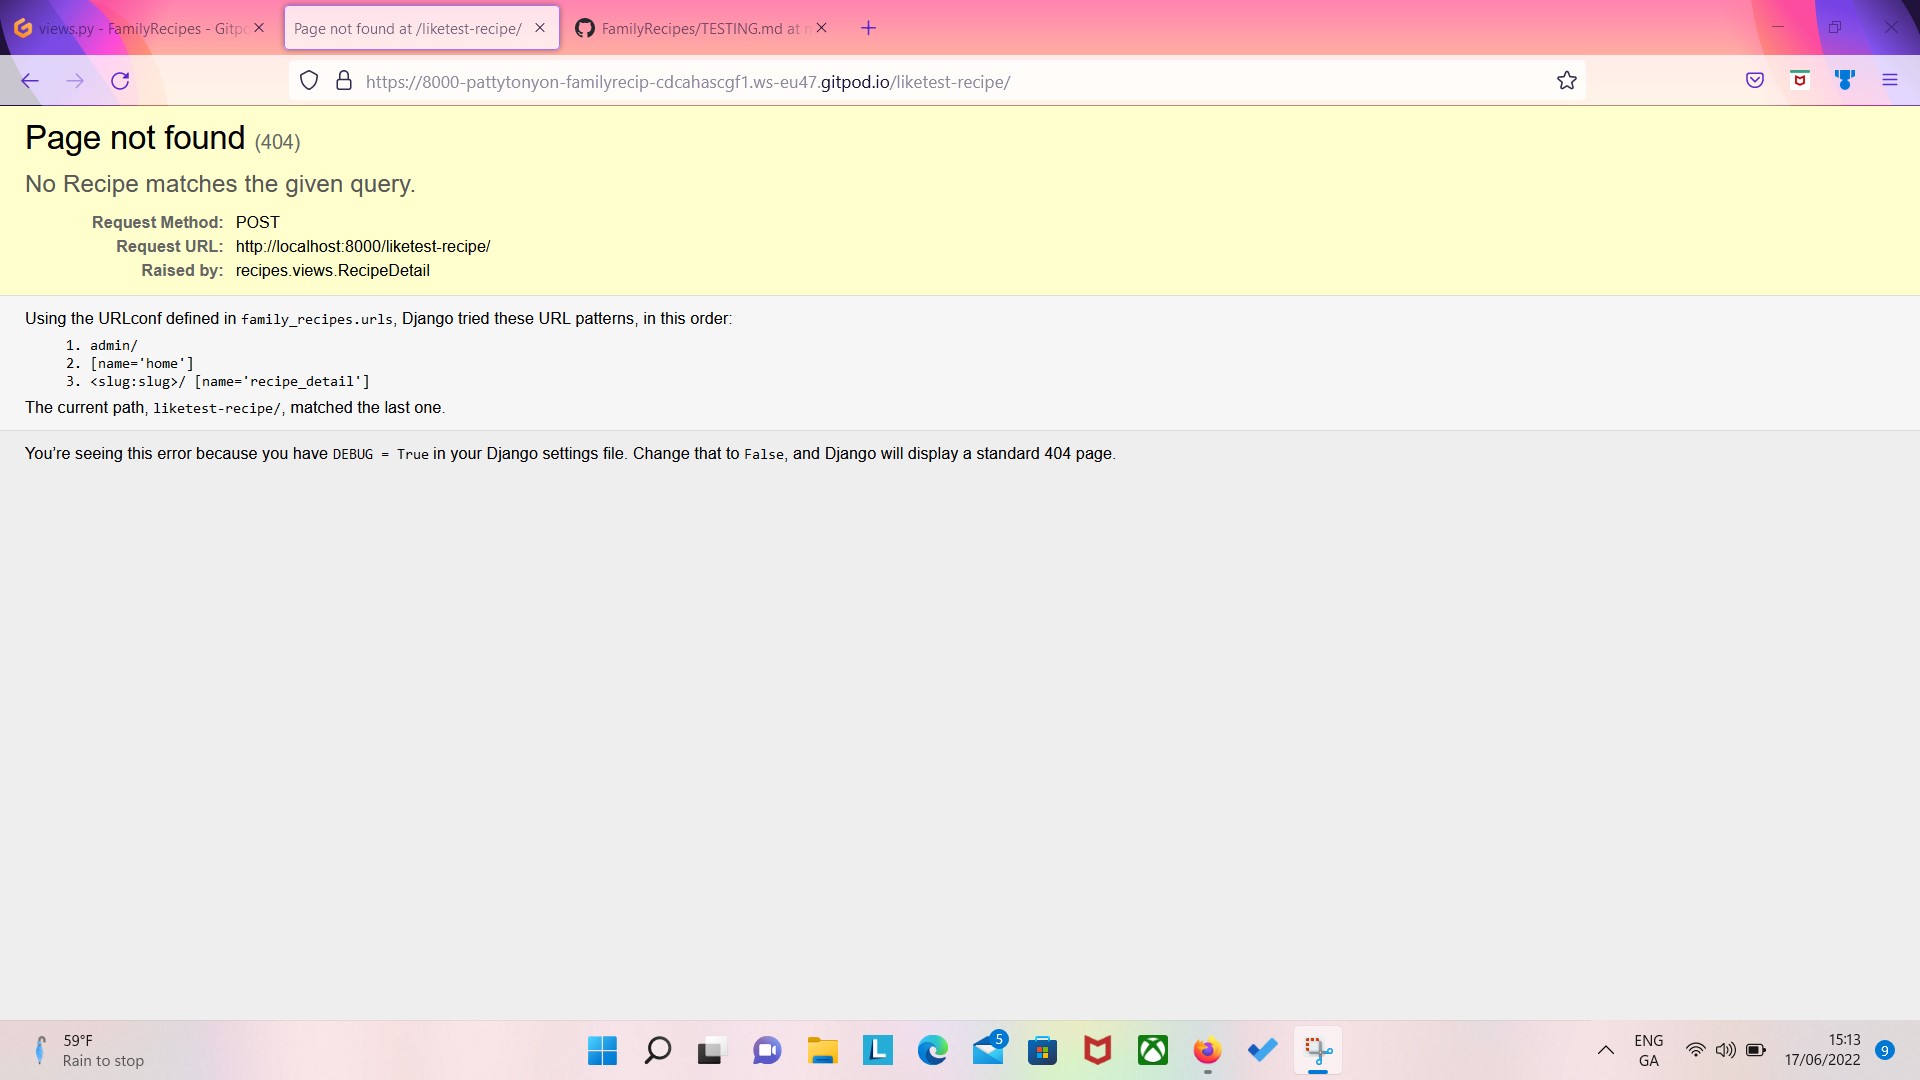 views.py - FamilyRecipes - Gitpo
Page not found at /liketest-recipe/
FamilyRecipes/TESTING.md at
https://8000-pattytonyon-familyrecip-cdcahascgf1.ws-eu47.gitpod.io/liketest-recipe/
Page not found (404)
No Recipe matches the given query.
Request Method: POST
Request URL: http://localhost:8000/liketest-recipe/
Raised by: recipes.views.RecipeDetail
Using the URLconf defined in family_recipes.urls, Django tried these URL patterns, in this order:
1. admin/
2. [name='home']
3. <slug:slug>/ [name='recipe_detail']
The current path, liketest-recipe/, matched the last one.
You’re seeing this error because you have DEBUG = True in your Django settings file. Change that to False, and Django will display a standard 404 page.
59°F
Rain to stop
L
5
ENG
GA
15:13
17/06/2022
9